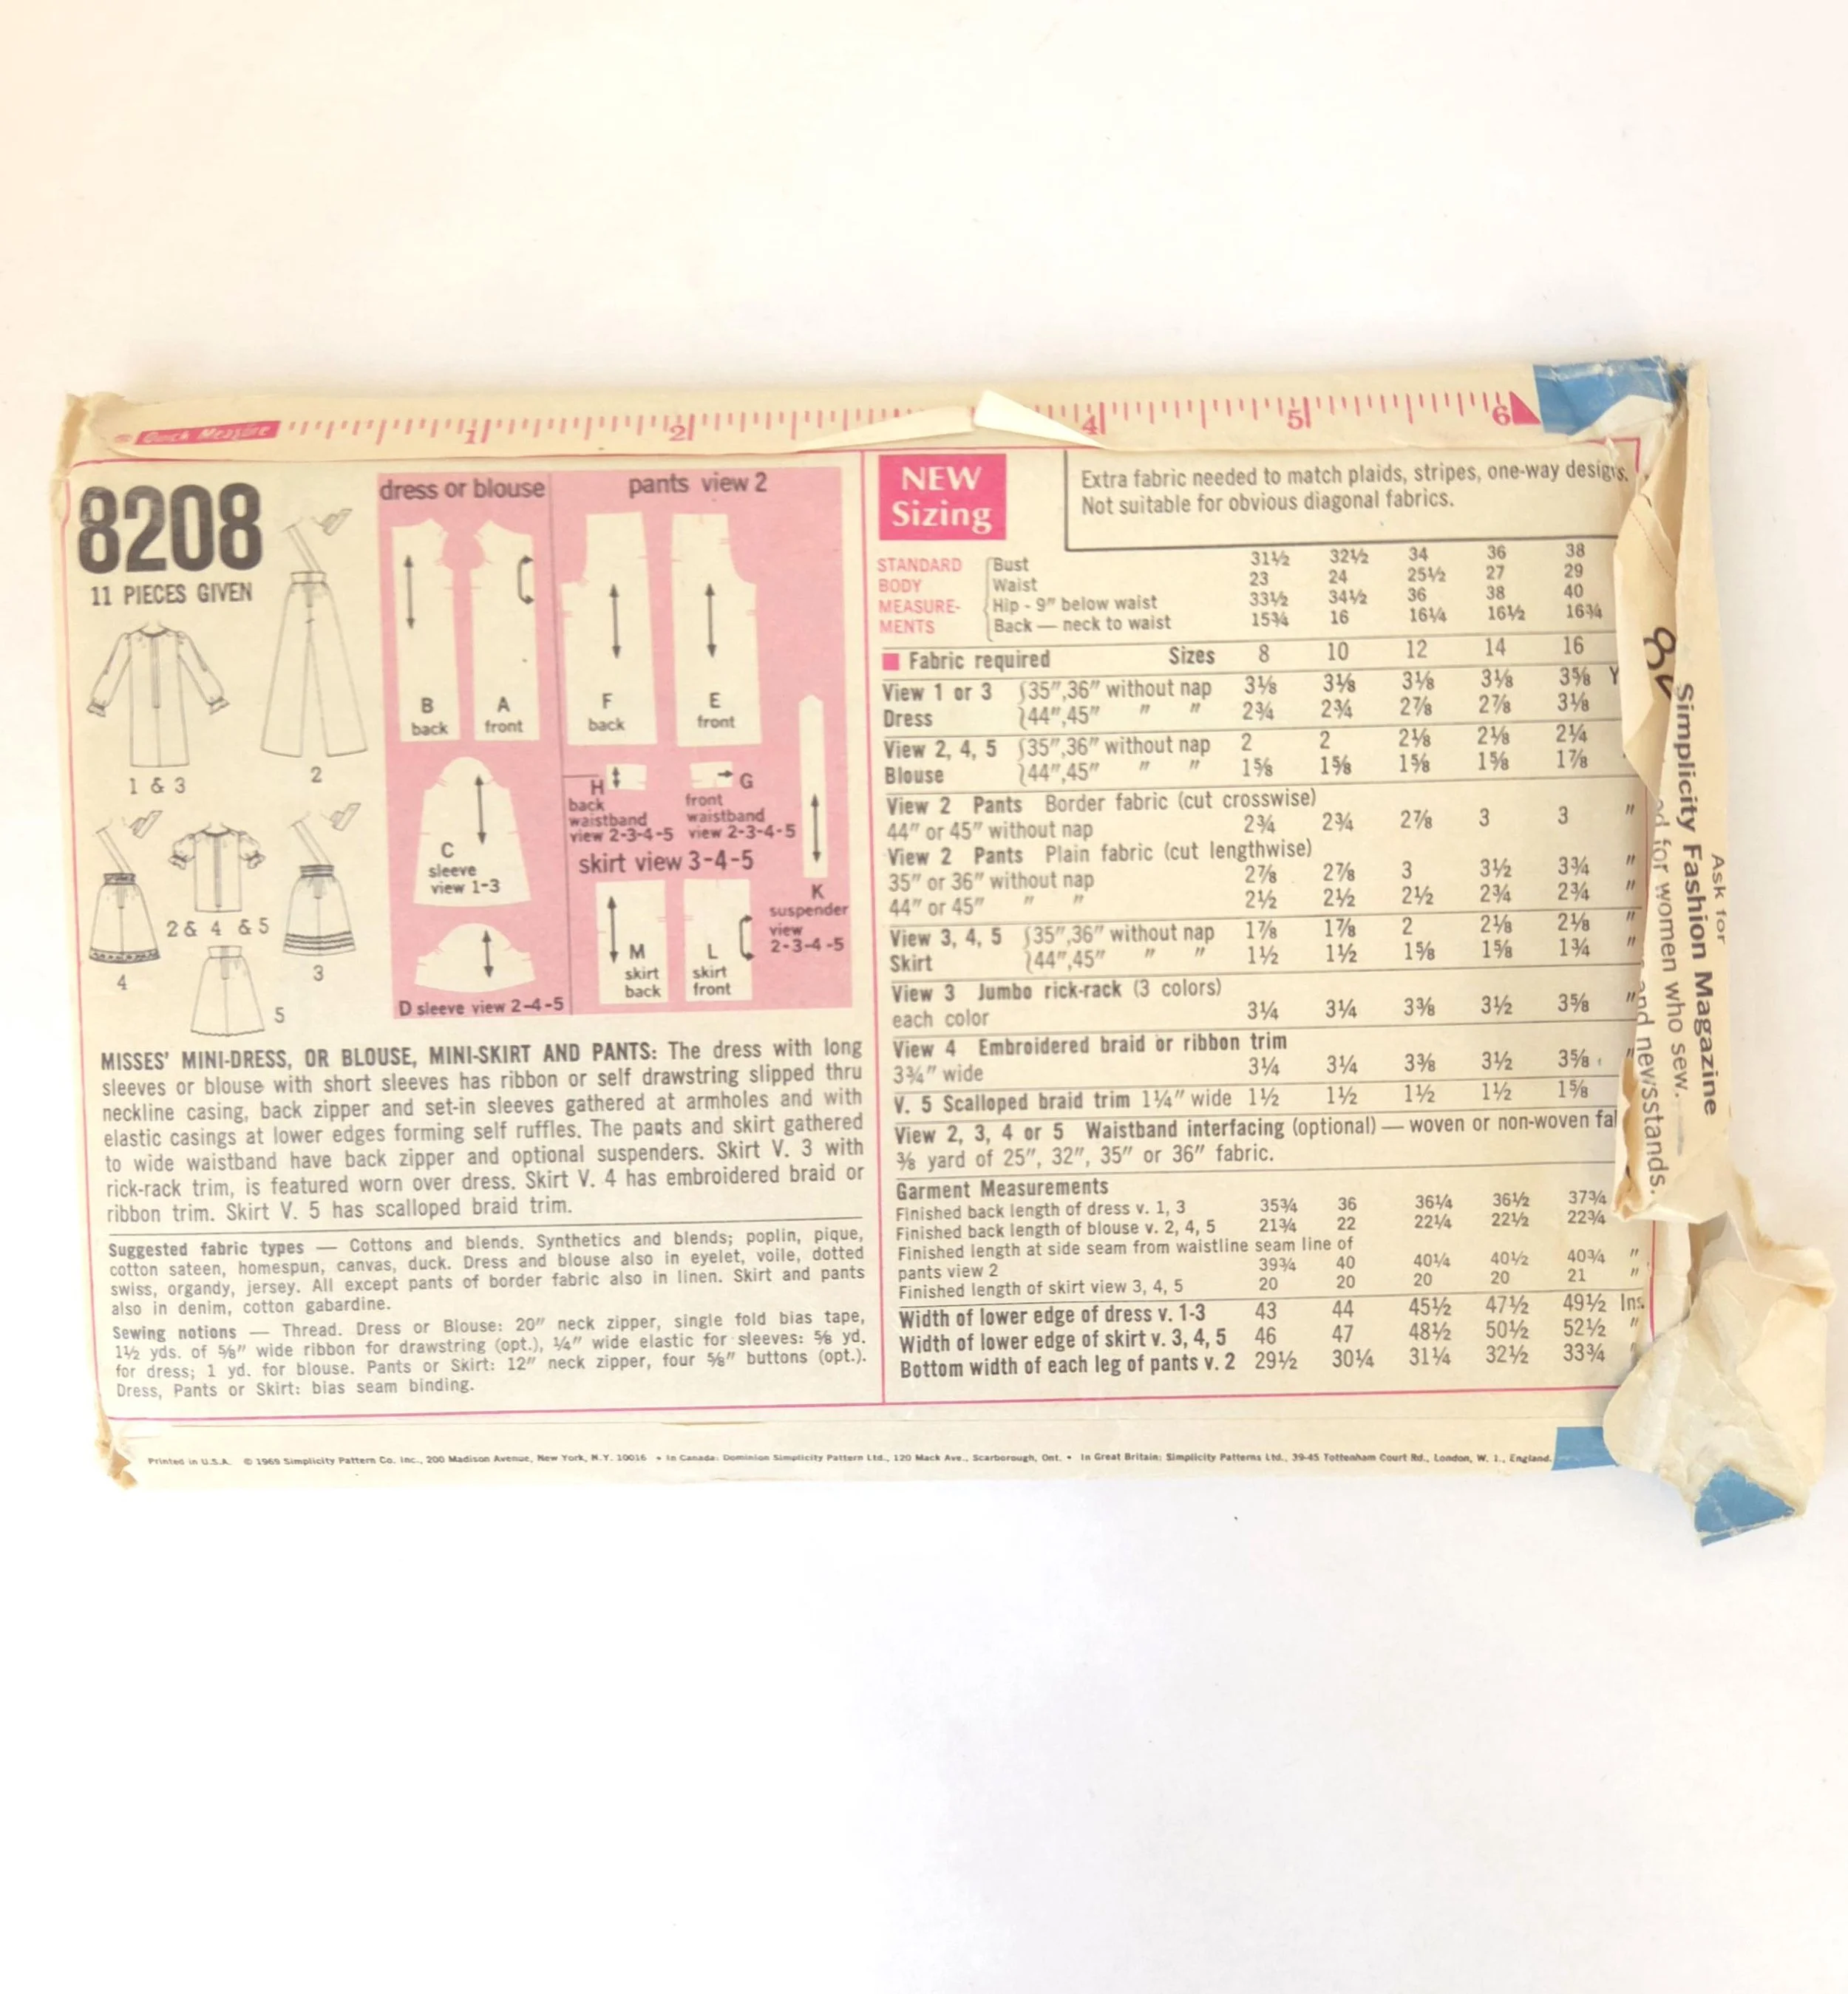 Quick Measure
1 2 4 5 6
8208
11 PIECES GIVEN
1 & 3
2
4
2 & 4 & 5
3
5
dress or blouse
pants view 2
B
back
A
front
F
back
E
front
C
sleeve
view 1-3
H
back
waistband
view 2-3-4-5
G
front
waistband
view 2-3-4-5
skirt view 3-4-5
K
suspender
view
2-3-4-5
M
skirt
back
L
skirt
front
D sleeve view 2-4-5
MISSES' MINI-DRESS, OR BLOUSE, MINI-SKIRT AND PANTS: The dress with long
sleeves or blouse with short sleeves has ribbon or self drawstring slipped thru
neckline casing, back zipper and set-in sleeves gathered at armholes and with
elastic casings at lower edges forming self ruffles. The pants and skirt gathered
to wide waistband have back zipper and optional suspenders. Skirt V. 3 with
rick-rack trim, is featured worn over dress. Skirt V. 4 has embroidered braid or
ribbon trim. Skirt V. 5 has scalloped braid trim.
Suggested fabric types — Cottons and blends. Synthetics and blends; poplin, pique,
cotton sateen, homespun, canvas, duck. Dress and blouse also in eyelet, voile, dotted
swiss, organdy, jersey. All except pants of border fabric also in linen. Skirt and pants
also in denim, cotton gabardine.
Sewing notions — Thread. Dress or Blouse: 20" neck zipper, single fold bias tape,
1½ yds. of ⅝" wide ribbon for drawstring (opt.), ¼" wide elastic for sleeves: ⅝ yd.
for dress; 1 yd. for blouse. Pants or Skirt: 12" neck zipper, four ⅝" buttons (opt.).
Dress, Pants or Skirt: bias seam binding.
NEW
Sizing
Extra fabric needed to match plaids, stripes, one-way designs.
Not suitable for obvious diagonal fabrics.
STANDARD Bust 31½ 32½ 34 36 38
BODY Waist 23 24 25½ 27 29
MEASURE- Hip - 9" below waist 33½ 34½ 36 38 40
MENTS Back — neck to waist 15¾ 16 16¼ 16½ 16¾
Fabric required Sizes 8 10 12 14 16
View 1 or 3 35",36" without nap 3⅛ 3⅛ 3⅛ 3⅛ 3⅝ Y
Dress 44",45" " " 2¾ 2¾ 2⅞ 2⅞ 3⅛
View 2, 4, 5 35",36" without nap 2 2 2⅛ 2⅛ 2¼
Blouse 44",45" " " 1⅝ 1⅝ 1⅝ 1⅝ 1⅞
View 2 Pants Border fabric (cut crosswise)
44" or 45" without nap 2¾ 2¾ 2⅞ 3 3 "
View 2 Pants Plain fabric (cut lengthwise)
35" or 36" without nap 2⅞ 2⅞ 3 3½ 3¾ "
44" or 45" " " 2½ 2½ 2½ 2¾ 2¾ "
View 3, 4, 5 35",36" without nap 1⅞ 1⅞ 2 2⅛ 2⅛ "
Skirt 44",45" " " 1½ 1½ 1⅝ 1⅝ 1¾ "
View 3 Jumbo rick-rack (3 colors)
each color 3¼ 3¼ 3⅜ 3½ 3⅝ "
View 4 Embroidered braid or ribbon trim
3¾" wide 3¼ 3¼ 3⅜ 3½ 3⅝ "
V. 5 Scalloped braid trim 1¼" wide 1½ 1½ 1½ 1½ 1⅝
View 2, 3, 4 or 5 Waistband interfacing (optional) — woven or non-woven fa
⅜ yard of 25", 32", 35" or 36" fabric.
Garment Measurements
Finished back length of dress v. 1, 3 35¾ 36 36¼ 36½ 37¾
Finished back length of blouse v. 2, 4, 5 21¾ 22 22¼ 22½ 22¾
Finished length at side seam from waistline seam line of
pants view 2 39¾ 40 40¼ 40½ 40¾ "
Finished length of skirt view 3, 4, 5 20 20 20 20 21 "
Width of lower edge of dress v. 1-3 43 44 45½ 47½ 49½ Ins.
Width of lower edge of skirt v. 3, 4, 5 46 47 48½ 50½ 52½ "
Bottom width of each leg of pants v. 2 29½ 30¼ 31¼ 32½ 33¾
Ask for
Simplicity Fashion Magazine
for women who sew.
and newsstands.
Printed in U.S.A. © 1969 Simplicity Pattern Co. Inc., 200 Madison Avenue, New York, N.Y. 10016 • In Canada: Dominion Simplicity Pattern Ltd., 120 Mack Ave., Scarborough, Ont. • In Great Britain: Simplicity Patterns Ltd., 39-45 Tottenham Court Rd., London, W. 1., England.